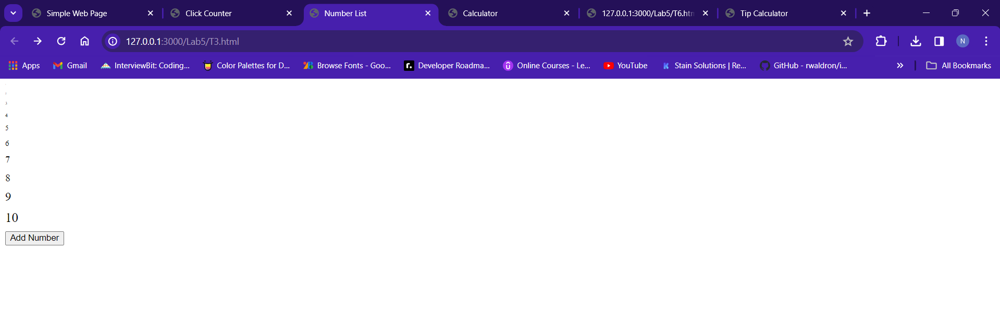 Simple Web Page
Click Counter
Number List
Calculator
127.0.0.1:3000/Lab5/T6.htm
Tip Calculator
127.0.0.1:3000/Lab5/T3.html
N
Apps
Gmail
InterviewBit: Coding...
Color Palettes for D...
Browse Fonts - Goo...
Developer Roadma...
Online Courses - Le...
YouTube
Stain Solutions | Re...
GitHub - rwaldron/i...
All Bookmarks
2
3
4
5
6
7
8
9
10
Add Number